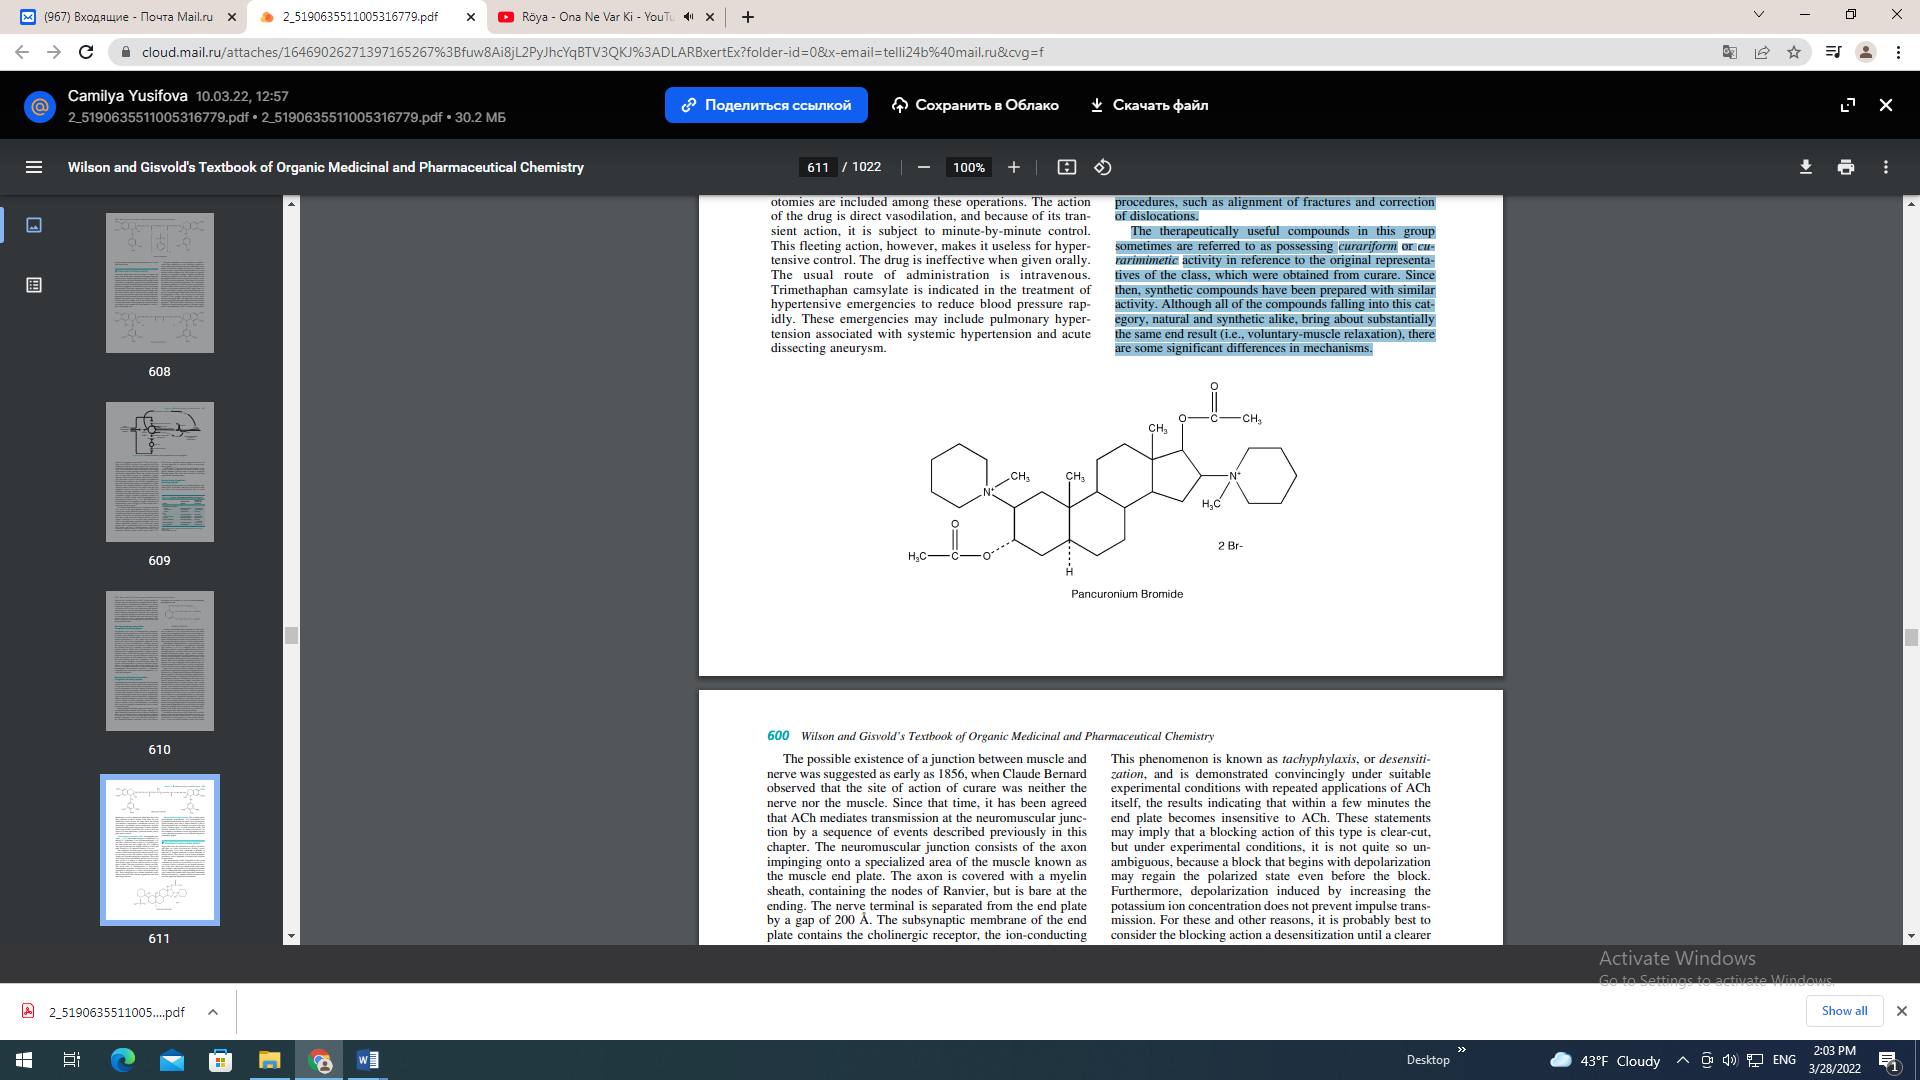 (967) Входящие - Почта Mail.ru
2_5190635511005316779.pdf
Röya - Ona Ne Var Ki - YouTu
cloud.mail.ru/attaches/16469026271397165267%3Bfuw8Ai8jL2PyJhcYqBTV3QKJ%3ADLARBxertEx?folder-id=0&x-email=telli24b%40mail.ru&cvg=f
Camilya Yusifova 10.03.22, 12:57
2_5190635511005316779.pdf • 2_5190635511005316779.pdf • 30.2 МБ
Поделиться ссылкой
Сохранить в Облако
Скачать файл
Wilson and Gisvold's Textbook of Organic Medicinal and Pharmaceutical Chemistry
611 / 1022
100%
608
609
610
611
otomies are included among these operations. The action
of the drug is direct vasodilation, and because of its tran-
sient action, it is subject to minute-by-minute control.
This fleeting action, however, makes it useless for hyper-
tensive control. The drug is ineffective when given orally.
The usual route of administration is intravenous.
Trimethaphan camsylate is indicated in the treatment of
hypertensive emergencies to reduce blood pressure rap-
idly. These emergencies may include pulmonary hyper-
tension associated with systemic hypertension and acute
dissecting aneurysm.
procedures, such as alignment of fractures and correction
of dislocations.
The therapeutically useful compounds in this group
sometimes are referred to as possessing curariform or cu-
rarimimetic activity in reference to the original representa-
tives of the class, which were obtained from curare. Since
then, synthetic compounds have been prepared with similar
activity. Although all of the compounds falling into this cat-
egory, natural and synthetic alike, bring about substantially
the same end result (i.e., voluntary-muscle relaxation), there
are some significant differences in mechanisms.
O
O C CH₃
CH₃
CH₃
CH₃
N⁺
N⁺
H₃C
O
H₃C C O
H
2 Br-
Pancuronium Bromide
600 Wilson and Gisvold's Textbook of Organic Medicinal and Pharmaceutical Chemistry
The possible existence of a junction between muscle and
nerve was suggested as early as 1856, when Claude Bernard
observed that the site of action of curare was neither the
nerve nor the muscle. Since that time, it has been agreed
that ACh mediates transmission at the neuromuscular junc-
tion by a sequence of events described previously in this
chapter. The neuromuscular junction consists of the axon
impinging onto a specialized area of the muscle known as
the muscle end plate. The axon is covered with a myelin
sheath, containing the nodes of Ranvier, but is bare at the
ending. The nerve terminal is separated from the end plate
by a gap of 200 Å. The subsynaptic membrane of the end
plate contains the cholinergic receptor, the ion-conducting
This phenomenon is known as tachyphylaxis, or desensiti-
zation, and is demonstrated convincingly under suitable
experimental conditions with repeated applications of ACh
itself, the results indicating that within a few minutes the
end plate becomes insensitive to ACh. These statements
may imply that a blocking action of this type is clear-cut,
but under experimental conditions, it is not quite so un-
ambiguous, because a block that begins with depolarization
may regain the polarized state even before the block.
Furthermore, depolarization induced by increasing the
potassium ion concentration does not prevent impulse trans-
mission. For these and other reasons, it is probably best to
consider the blocking action a desensitization until a clearer
Activate Windows
Go to Settings to activate Windows.
2_5190635511005....pdf
Show all
Desktop
43°F Cloudy
ENG
2:03 PM
3/28/2022
1